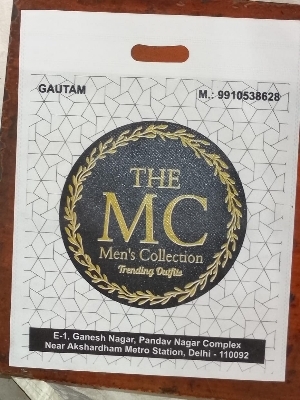 GAUTAM M.: 9910538628
THE
MC
Men's Collection
Trending Outfits
E-1, Ganesh Nagar, Pandav Nagar Complex
Near Akshardham Metro Station, Delhi - 110092